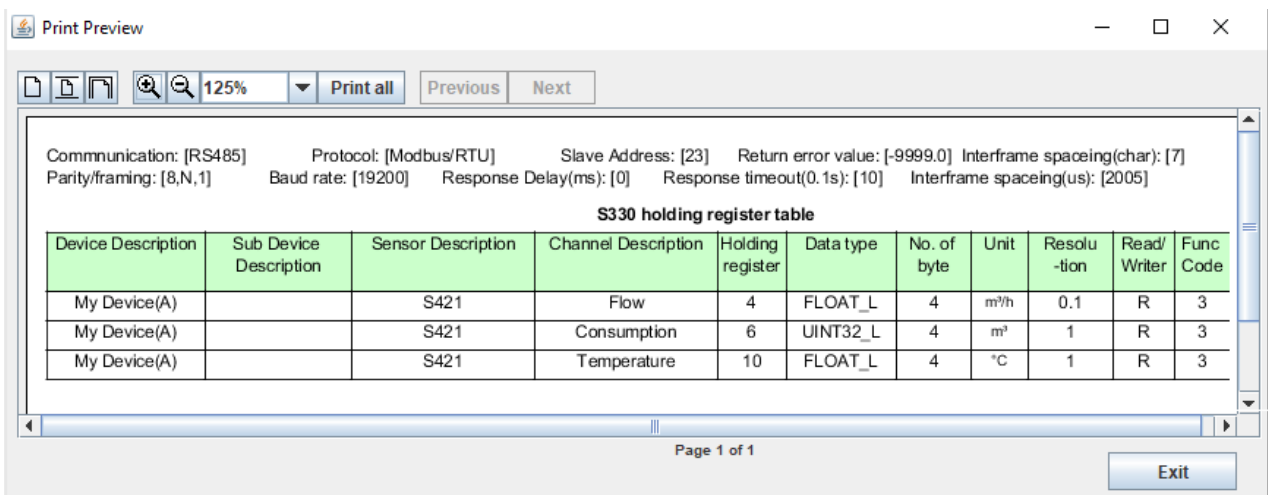 Print Preview
125% Print all Previous Next
Commnunication: [RS485] Protocol: [Modbus/RTU] Slave Address: [23] Return error value: [-9999.0] Interframe spaceing(char): [7]
Parity/framing: [8,N,1] Baud rate: [19200] Response Delay(ms): [0] Response timeout(0.1s): [10] Interframe spaceing(us): [2005]
S330 holding register table
Device Description Sub Device Sensor Description Channel Description Holding Data type No. of Unit Resolu Read/ Func
Description register byte -tion Writer Code
My Device(A) S421 Flow 4 FLOAT_L 4 m³/h 0.1 R 3
My Device(A) S421 Consumption 6 UINT32_L 4 m³ 1 R 3
My Device(A) S421 Temperature 10 FLOAT_L 4 °C 1 R 3
Page 1 of 1
Exit